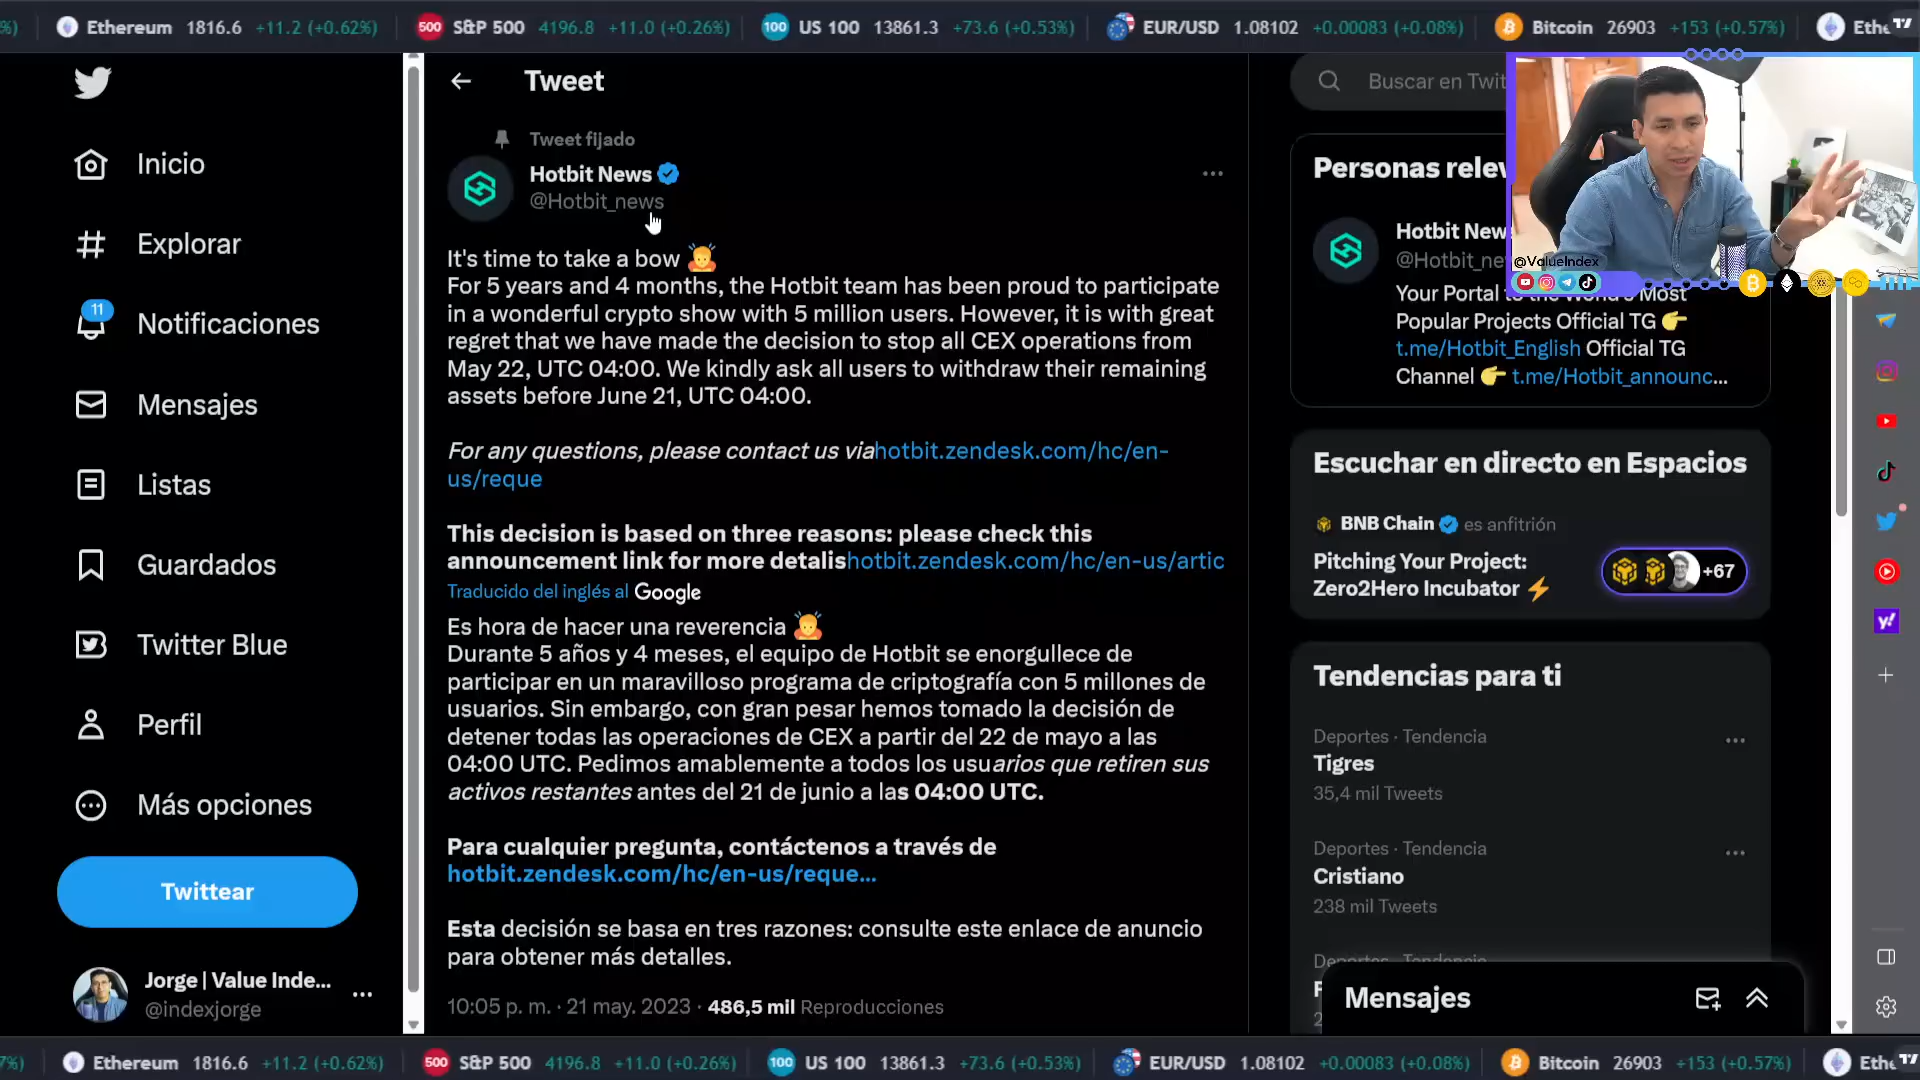 %) Ethereum 1816.6 +11.2 (+0.62%) 500 S&P 500 4196.8 +11.0 (+0.26%) 100 US 100 13861.3 +73.6 (+0.53%) EUR/USD 1.08102 +0.00083 (+0.08%) Bitcoin 26903 +153 (+0.57%) Ethe
Inicio
Explorar
11
Notificaciones
Mensajes
Listas
Guardados
Twitter Blue
Perfil
Más opciones
Twittear
Jorge | Value Inde...
@indexjorge
Tweet
Tweet fijado
Hotbit News
@Hotbit_news
It's time to take a bow 🙇
For 5 years and 4 months, the Hotbit team has been proud to participate
in a wonderful crypto show with 5 million users. However, it is with great
regret that we have made the decision to stop all CEX operations from
May 22, UTC 04:00. We kindly ask all users to withdraw their remaining
assets before June 21, UTC 04:00.
For any questions, please contact us viahotbit.zendesk.com/hc/en-
us/reque
This decision is based on three reasons: please check this
announcement link for more detalishotbit.zendesk.com/hc/en-us/artic
Traducido del inglés al Google
Es hora de hacer una reverencia 🙇
Durante 5 años y 4 meses, el equipo de Hotbit se enorgullece de
participar en un maravilloso programa de criptografía con 5 millones de
usuarios. Sin embargo, con gran pesar hemos tomado la decisión de
detener todas las operaciones de CEX a partir del 22 de mayo a las
04:00 UTC. Pedimos amablemente a todos los usuarios que retiren sus
activos restantes antes del 21 de junio a las 04:00 UTC.
Para cualquier pregunta, contáctenos a través de
hotbit.zendesk.com/hc/en-us/reque...
Esta decisión se basa en tres razones: consulte este enlace de anuncio
para obtener más detalles.
10:05 p. m. · 21 may. 2023 · 486,5 mil Reproducciones
Buscar en Twit
Personas relev
Hotbit New
@Hotbit_ne
@ValueIndex
Your Portal to the World's Most
Popular Projects Official TG 👉
t.me/Hotbit_English Official TG
Channel 👉 t.me/Hotbit_announc...
Escuchar en directo en Espacios
BNB Chain es anfitrión
Pitching Your Project:
Zero2Hero Incubator ⚡
+67
Tendencias para ti
Deportes · Tendencia
Tigres
35,4 mil Tweets
Deportes · Tendencia
Cristiano
238 mil Tweets
Deportes · Tendencia
Mensajes
7%) Ethereum 1816.6 +11.2 (+0.62%) 500 S&P 500 4196.8 +11.0 (+0.26%) 100 US 100 13861.3 +73.6 (+0.53%) EUR/USD 1.08102 +0.00083 (+0.08%) Bitcoin 26903 +153 (+0.57%) Ethe